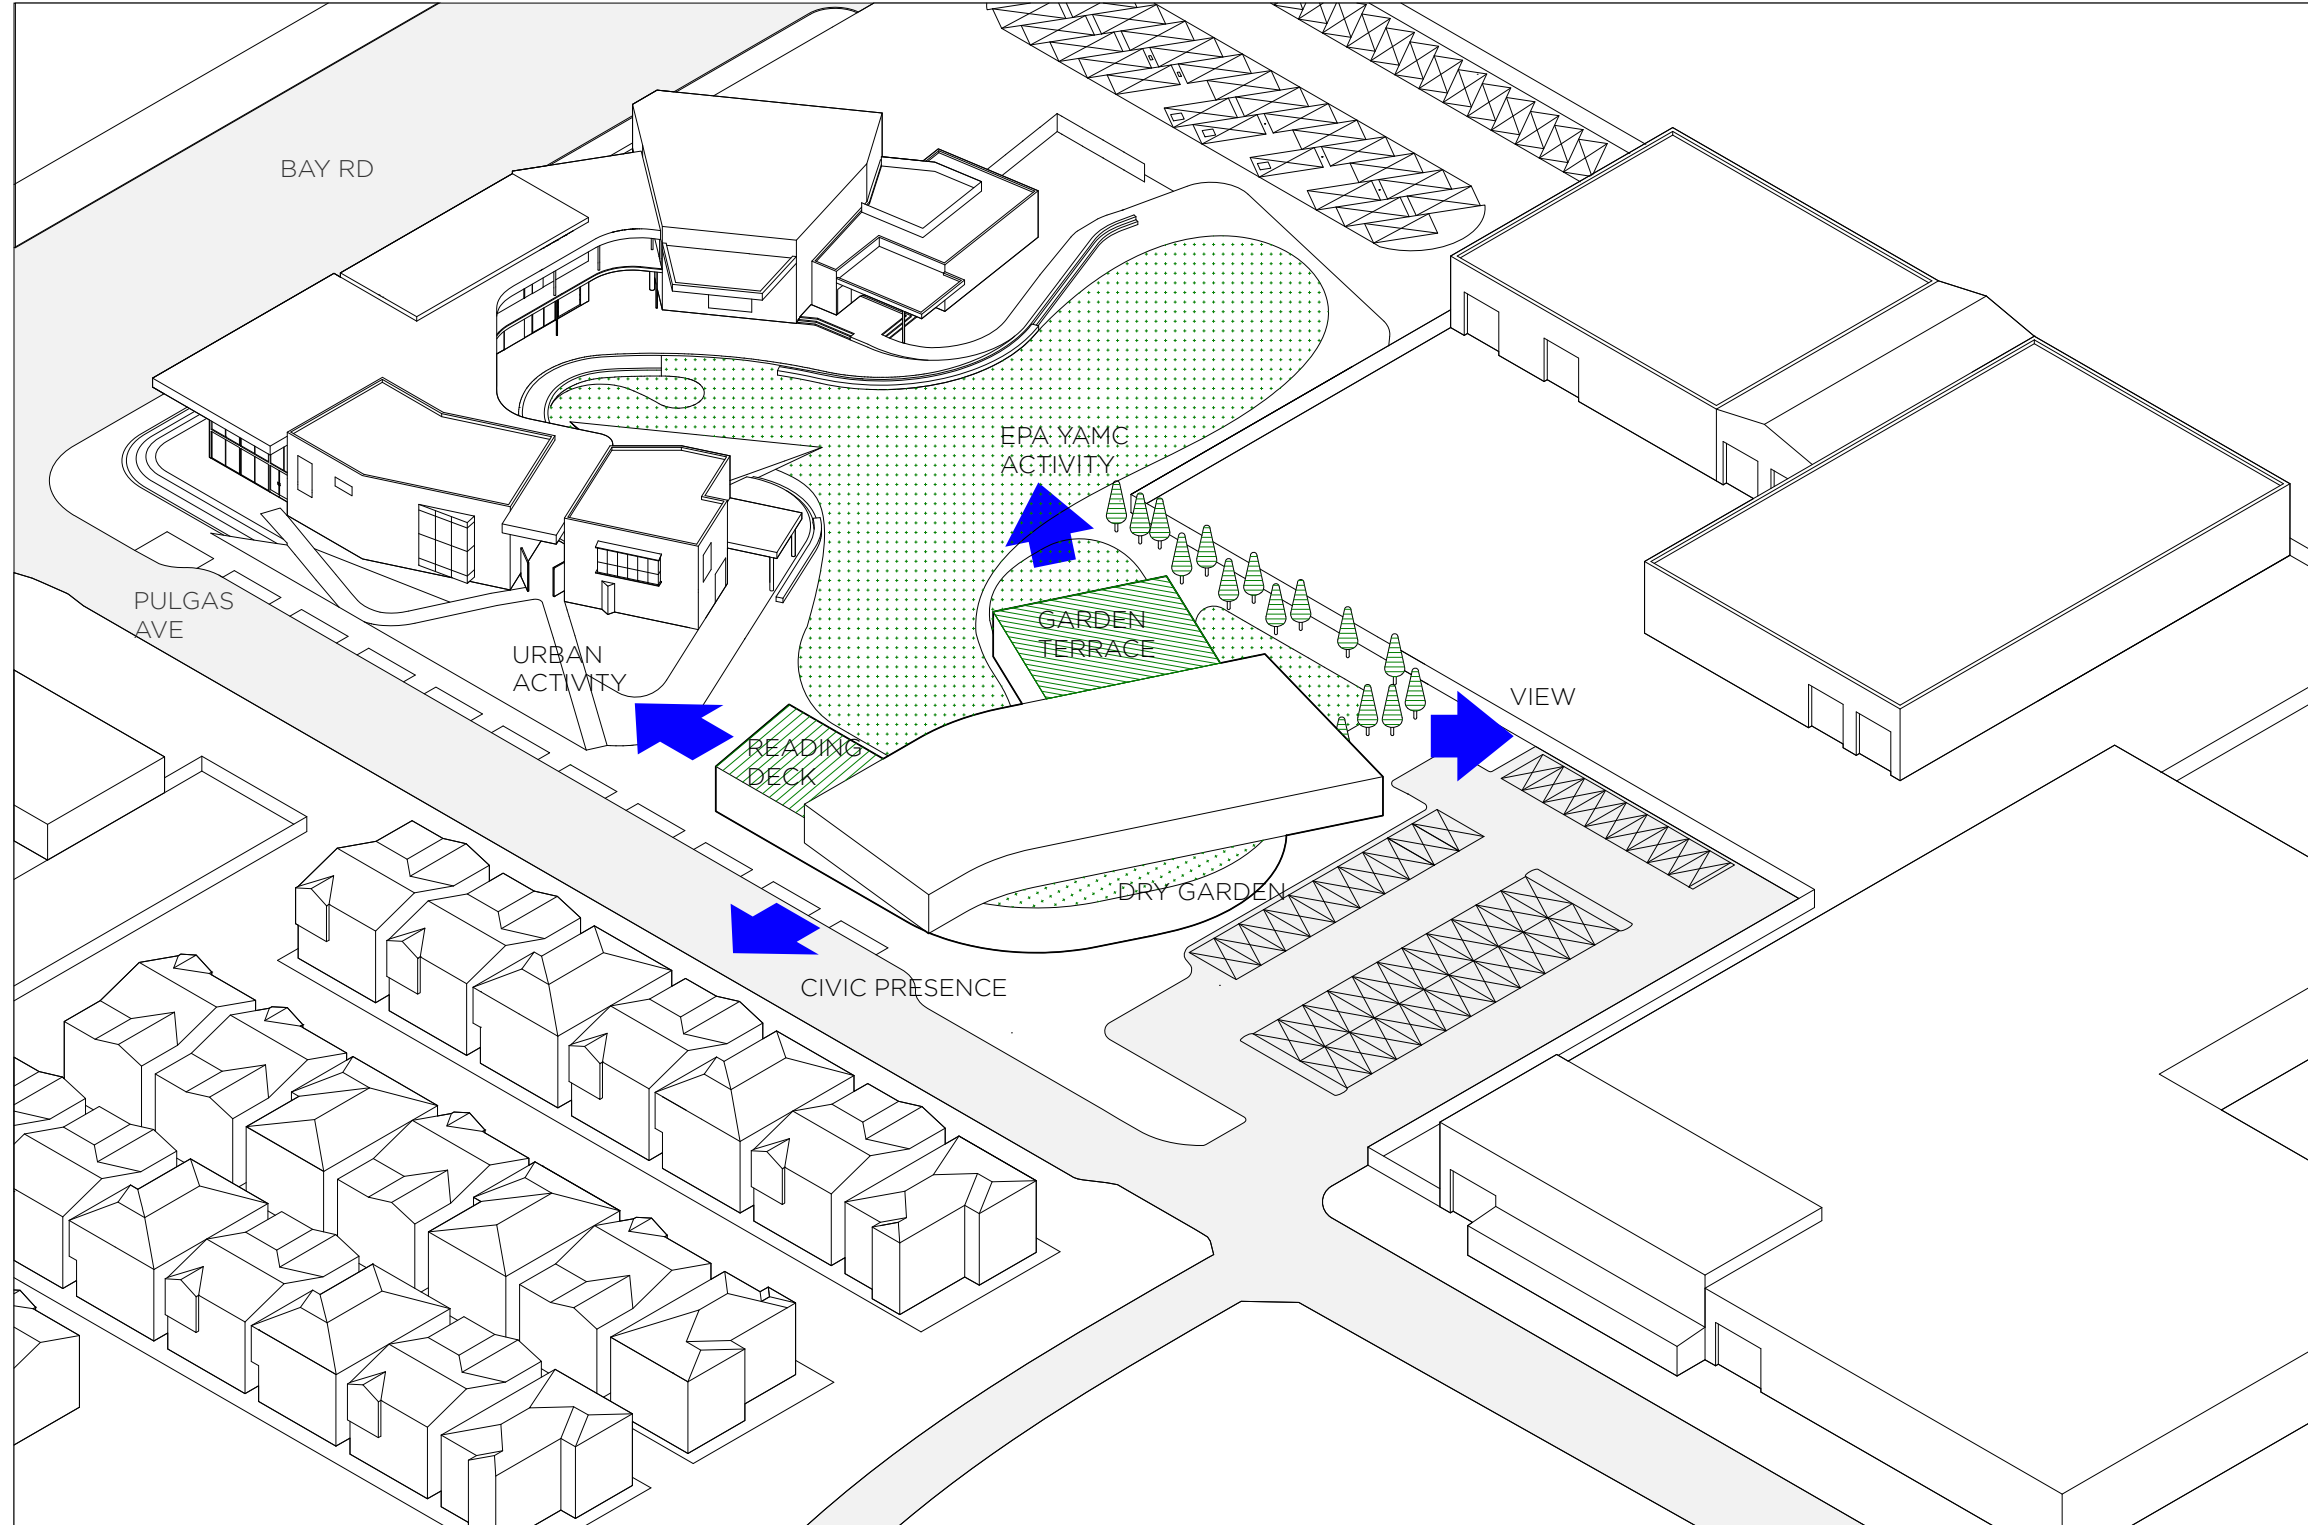 BAY RD
EPA YAMC
ACTIVITY
PULGAS
AVE
GARDEN
TERRACE
URBAN
ACTIVITY
VIEW
READING
DECK
DRY GARDEN
CIVIC PRESENCE